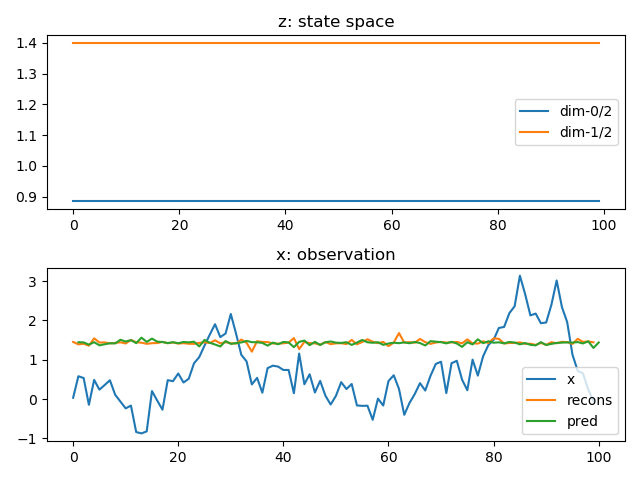 z: state space
1.4
1.3
1.2
1.1
1.0
0.9
dim-0/2
dim-1/2
0 20 40 60 80 100
x: observation
3
2
1
0
−1
x
recons
pred
0 20 40 60 80 100